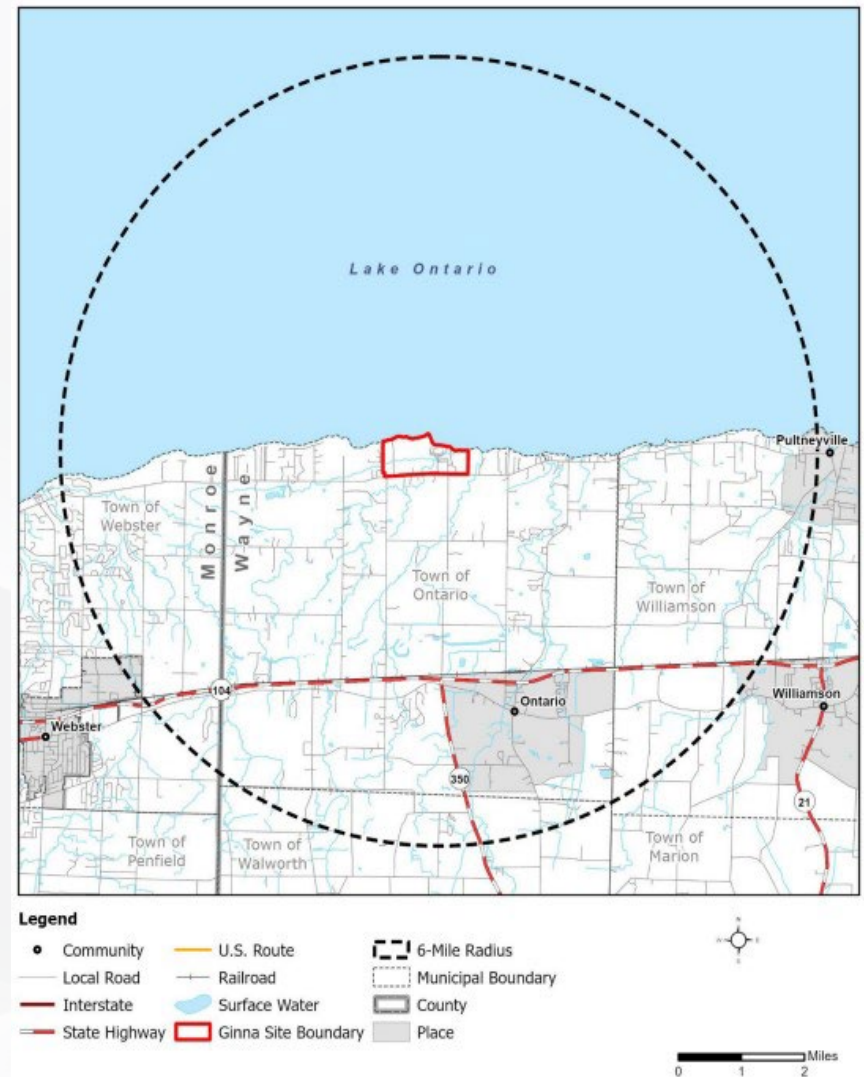 Lake Ontario
Pultneyville
Town of
Webster
Monroe
Wayne
Town of
Ontario
Town of
Williamson
104
Webster
Ontario
Williamson
350
21
Town of
Penfield
Town of
Walworth
Town of
Marion
Legend
Community
U.S. Route
6-Mile Radius
Local Road
Railroad
Municipal Boundary
Interstate
Surface Water
County
State Highway
Ginna Site Boundary
Place
N
W E
S
Miles
0 1 2